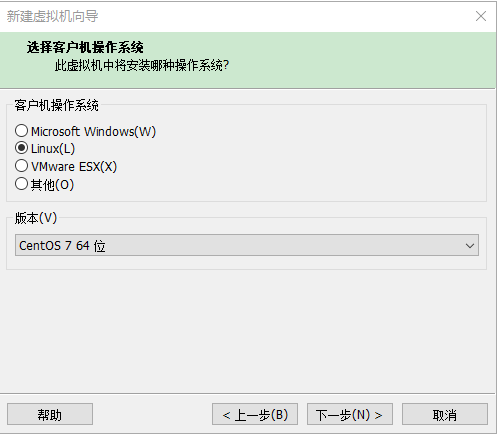 新建虚拟机向导
选择客户机操作系统
此虚拟机中将安装哪种操作系统?
客户机操作系统
Microsoft Windows(W)
Linux(L)
VMware ESX(X)
其他(O)
版本(V)
CentOS 7 64 位
帮助
< 上一步(B)
下一步(N) >
取消